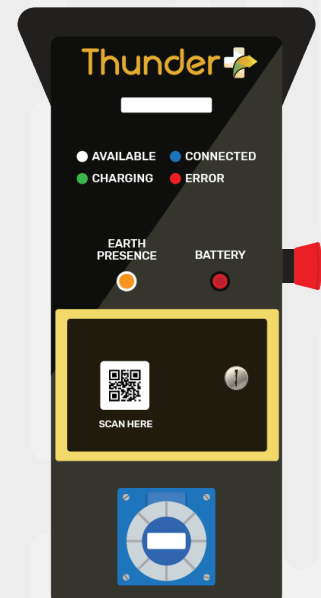 Thunder+
AVAILABLE CONNECTED
CHARGING ERROR
EARTH
PRESENCE
BATTERY
SCAN HERE